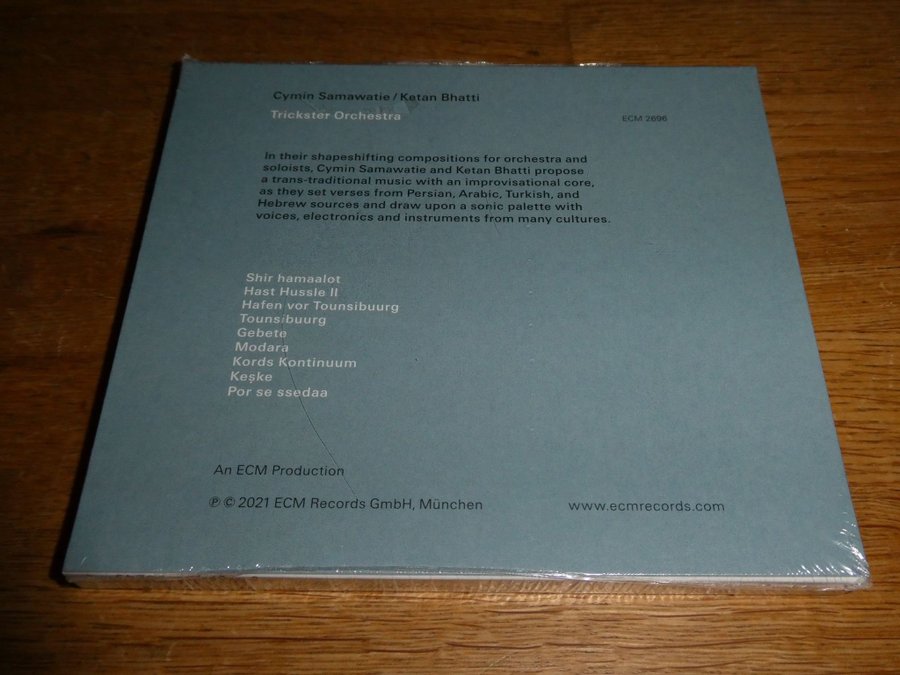 Cymin Samawatie / Ketan Bhatti
Trickster Orchestra
ECM 2696
In their shapeshifting compositions for orchestra and
soloists, Cymin Samawatie and Ketan Bhatti propose
a trans-traditional music with an improvisational core,
as they set verses from Persian, Arabic, Turkish, and
Hebrew sources and draw upon a sonic palette with
voices, electronics and instruments from many cultures.
Shir hamaalot
Hast Hussle II
Hafen vor Tounsibuurg
Tounsibuurg
Gebete
Modara
Kords Kontinuum
Keşke
Por se ssedaa
An ECM Production
℗ © 2021 ECM Records GmbH, München
www.ecmrecords.com